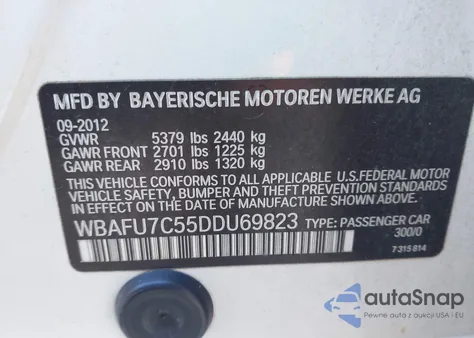 MFD BY BAYERISCHE MOTOREN WERKE AG
09-2012
GVWR 5379 lbs 2440 kg
GAWR FRONT 2701 lbs 1225 kg
GAWR REAR 2910 lbs 1320 kg
THIS VEHICLE CONFORMS TO ALL APPLICABLE U.S.FEDERAL MOTOR
VEHICLE SAFETY, BUMPER AND THEFT PREVENTION STANDARDS
IN EFFECT ON THE DATE OF MANUFACTURE SHOWN ABOVE.
WBAFU7C55DDU69823 TYPE: PASSENGER CAR
300/0
7315814
autoSnap
Pewne auta z aukcji USA i EU